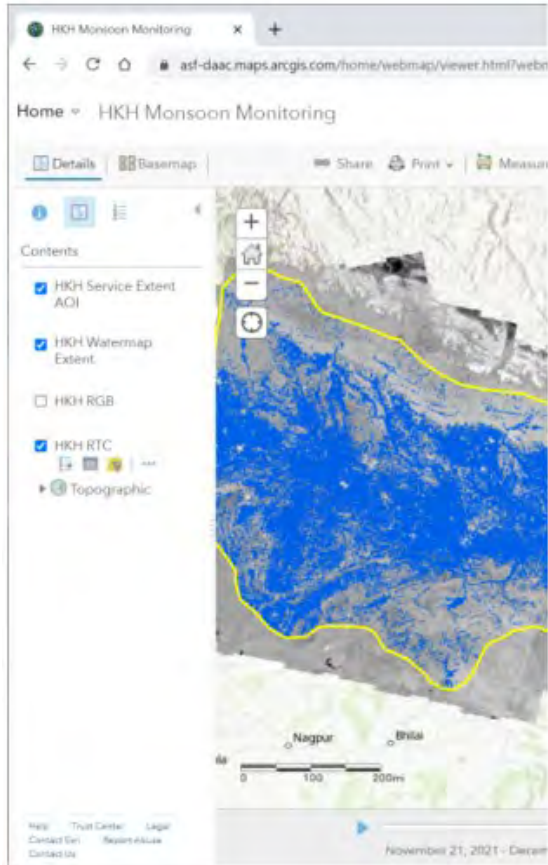 HKH Monsoon Monitoring
asf-daac.maps.arcgis.com/home/webmap/viewer.html?webm
Home HKH Monsoon Monitoring
Details Basemap Share Print Measur
Contents
HKH Service Extent
AOI
HKH Watermap
Extent
HKH RGB
HKH RTC
Topographic
Nagpur
Bhilai
0 100 200mi
Help Trust Center Legal
Contact Esri Report Abuse
Contact Us
November 21, 2021 - Decem